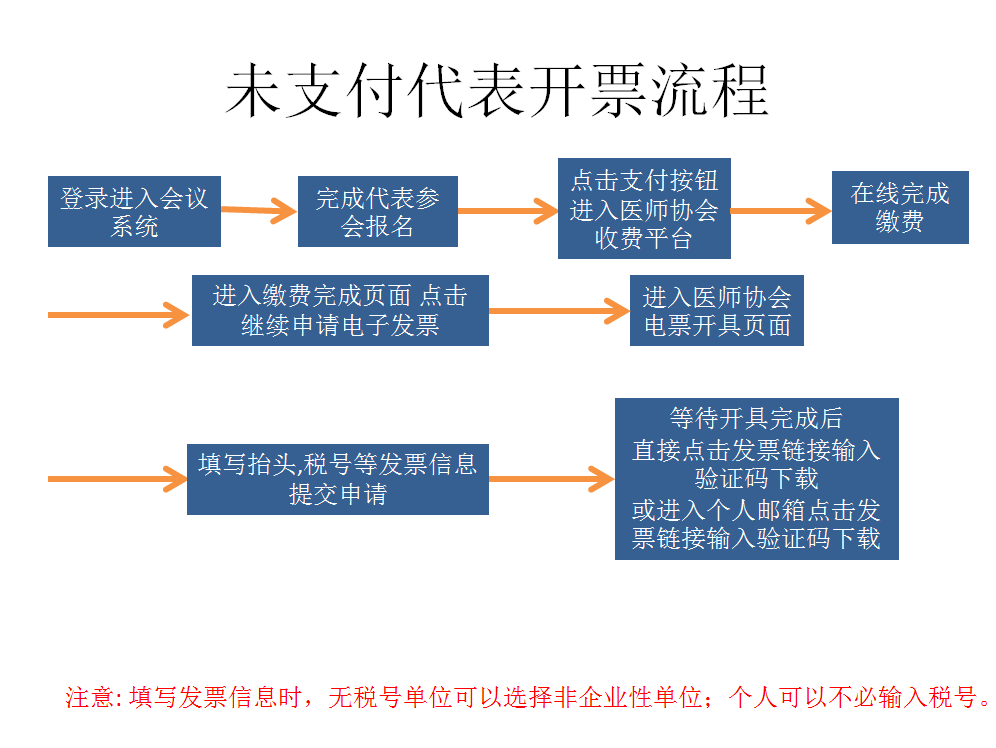 未支付代表开票流程
登录进入会议
系统
完成代表参
会报名
点击支付按钮
进入医师协会
收费平台
在线完成
缴费
进入缴费完成页面 点击
继续申请电子发票
进入医师协会
电票开具页面
填写抬头,税号等发票信息
提交申请
等待开具完成后
直接点击发票链接输入
验证码下载
或进入个人邮箱点击发
票链接输入验证码下载
注意: 填写发票信息时，无税号单位可以选择非企业性单位；个人可以不必输入税号。